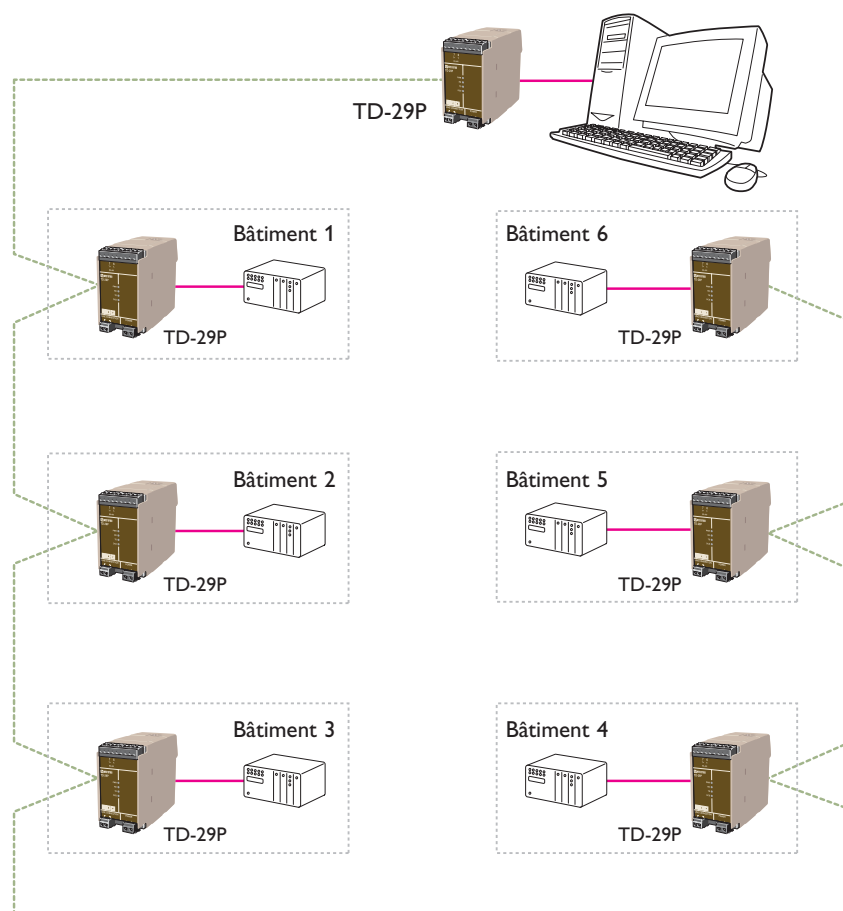 TD-29P
Bâtiment 1
TD-29P
Bâtiment 6
TD-29P
Bâtiment 2
TD-29P
Bâtiment 5
TD-29P
Bâtiment 3
TD-29P
Bâtiment 4
TD-29P